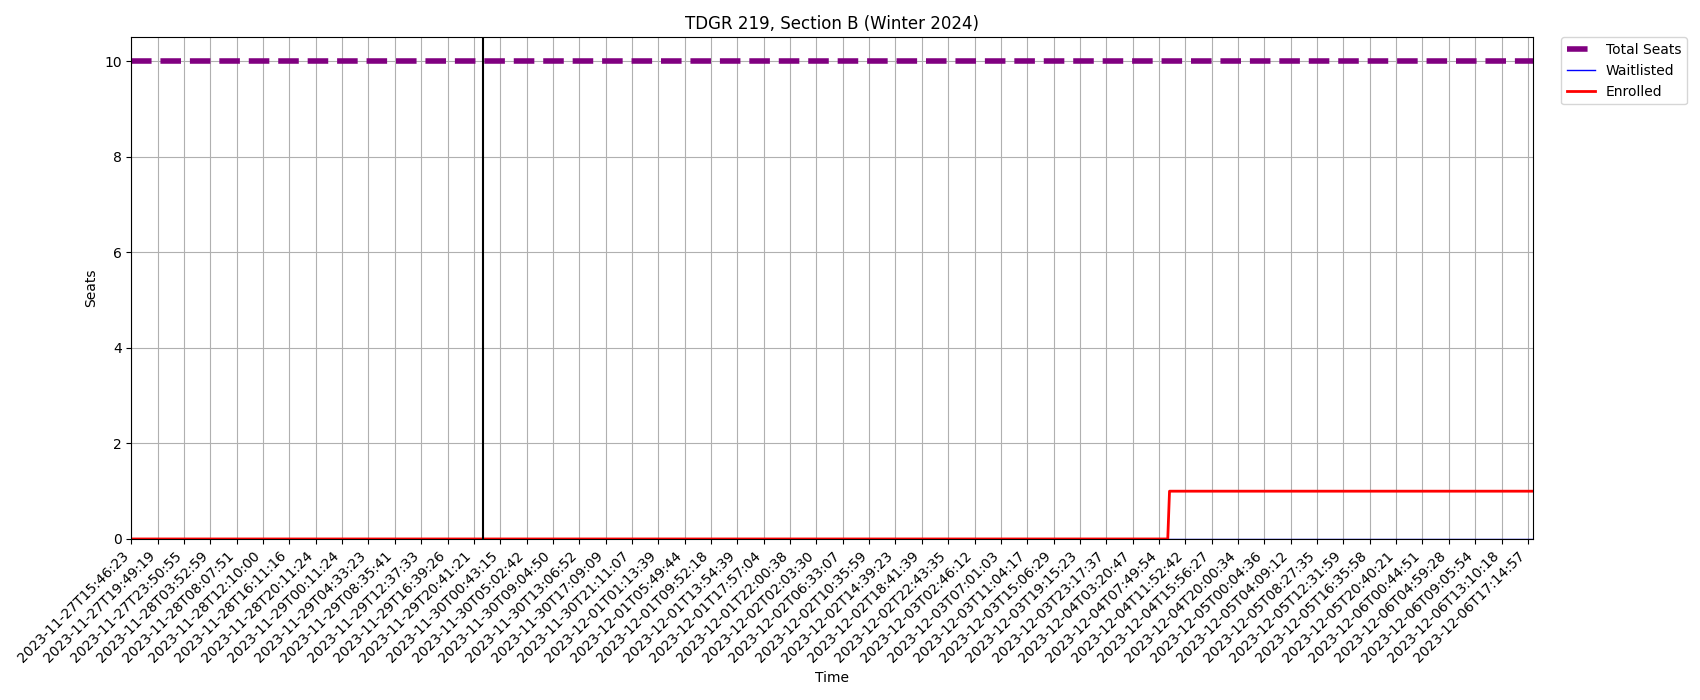 TDGR 219, Section B (Winter 2024)
Total Seats
Waitlisted
Enrolled
10
8
6
4
2
0
Seats
2023-11-27T15:46:23
2023-11-27T19:49:19
2023-11-27T23:50:55
2023-11-28T03:52:59
2023-11-28T08:07:51
2023-11-28T12:10:00
2023-11-28T16:11:16
2023-11-28T20:11:24
2023-11-29T00:11:24
2023-11-29T04:33:23
2023-11-29T08:35:41
2023-11-29T12:37:33
2023-11-29T16:39:26
2023-11-29T20:41:21
2023-11-30T00:43:15
2023-11-30T05:02:42
2023-11-30T09:04:50
2023-11-30T13:06:52
2023-11-30T17:09:09
2023-11-30T21:11:07
2023-12-01T01:13:39
2023-12-01T05:49:44
2023-12-01T09:52:18
2023-12-01T13:54:39
2023-12-01T17:57:04
2023-12-01T22:00:38
2023-12-02T02:03:30
2023-12-02T06:33:07
2023-12-02T10:35:59
2023-12-02T14:39:23
2023-12-02T18:41:39
2023-12-02T22:43:35
2023-12-03T02:46:12
2023-12-03T07:01:03
2023-12-03T11:04:17
2023-12-03T15:06:29
2023-12-03T19:15:23
2023-12-03T23:17:37
2023-12-04T03:20:47
2023-12-04T07:49:54
2023-12-04T11:52:42
2023-12-04T15:56:27
2023-12-04T20:00:34
2023-12-05T00:04:36
2023-12-05T04:09:12
2023-12-05T08:27:35
2023-12-05T12:31:59
2023-12-05T16:35:58
2023-12-05T20:40:21
2023-12-06T00:44:51
2023-12-06T04:59:28
2023-12-06T09:05:54
2023-12-06T13:10:18
2023-12-06T17:14:57
Time